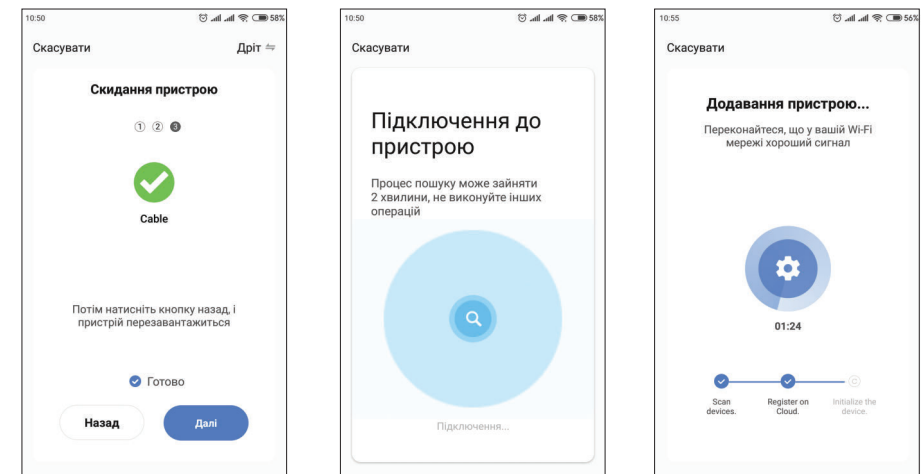 10:50
58%
Скасувати
Дріт
Скидання пристрою
1 2 3
Cable
Потім натисніть кнопку назад, і
пристрій перезавантажиться
Готово
Назад
Далі
10:50
58%
Скасувати
Підключення до
пристрою
Процес пошуку може зайняти
2 хвилини, не виконуйте інших
операцій
Підключення...
10:55
56%
Скасувати
Додавання пристрою...
Переконайтеся, що у вашій Wi-Fi
мережі хороший сигнал
01:24
Scan
devices.
Register on
Cloud.
Initialize the
device.